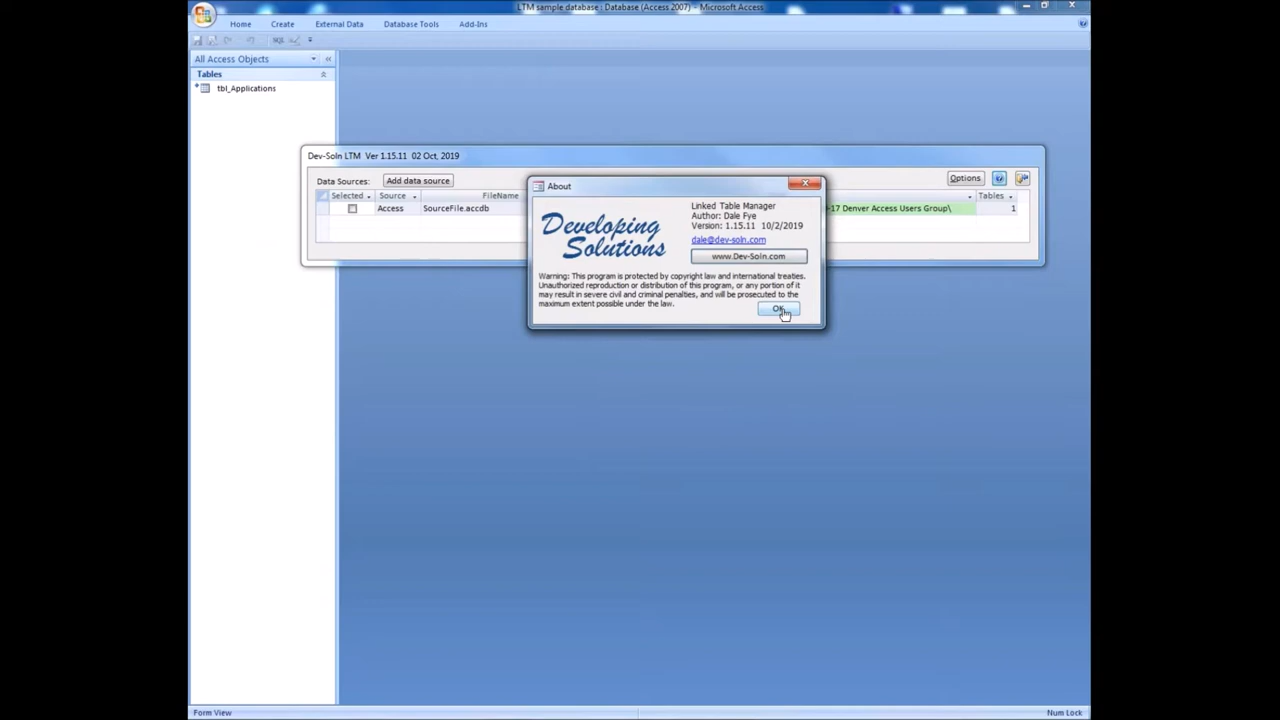 LTM sample database : Database (Access 2007) - Microsoft Access
Home Create External Data Database Tools Add-Ins
SQL
All Access Objects
Tables
tbl_Applications
Dev-Soln LTM Ver 1.15.11 02 Oct, 2019
Data Sources: Add data source Options
Selected Source FileName Tables
Access SourceFile.accdb -17 Denver Access Users Group\ 1
About
Developing
Solutions
Linked Table Manager
Author: Dale Fye
Version: 1.15.11 10/2/2019
dale@dev-soln.com
www.Dev-Soln.com
Warning: This program is protected by copyright law and international treaties.
Unauthorized reproduction or distribution of this program, or any portion of it
may result in severe civil and criminal penalties, and will be prosecuted to the
maximum extent possible under the law.
OK
Form View Num Lock